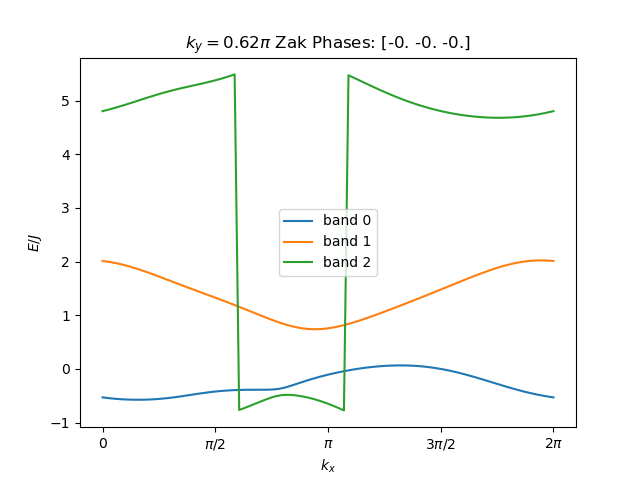 k_y = 0.62π Zak Phases: [-0. -0. -0.]
E/J
5
4
3
2
1
0
−1
band 0
band 1
band 2
0
π/2
π
3π/2
2π
k_x